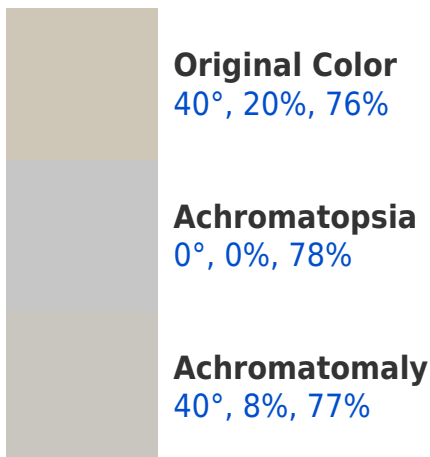 Original Color
40°, 20%, 76%
Achromatopsia
0°, 0%, 78%
Achromatomaly
40°, 8%, 77%